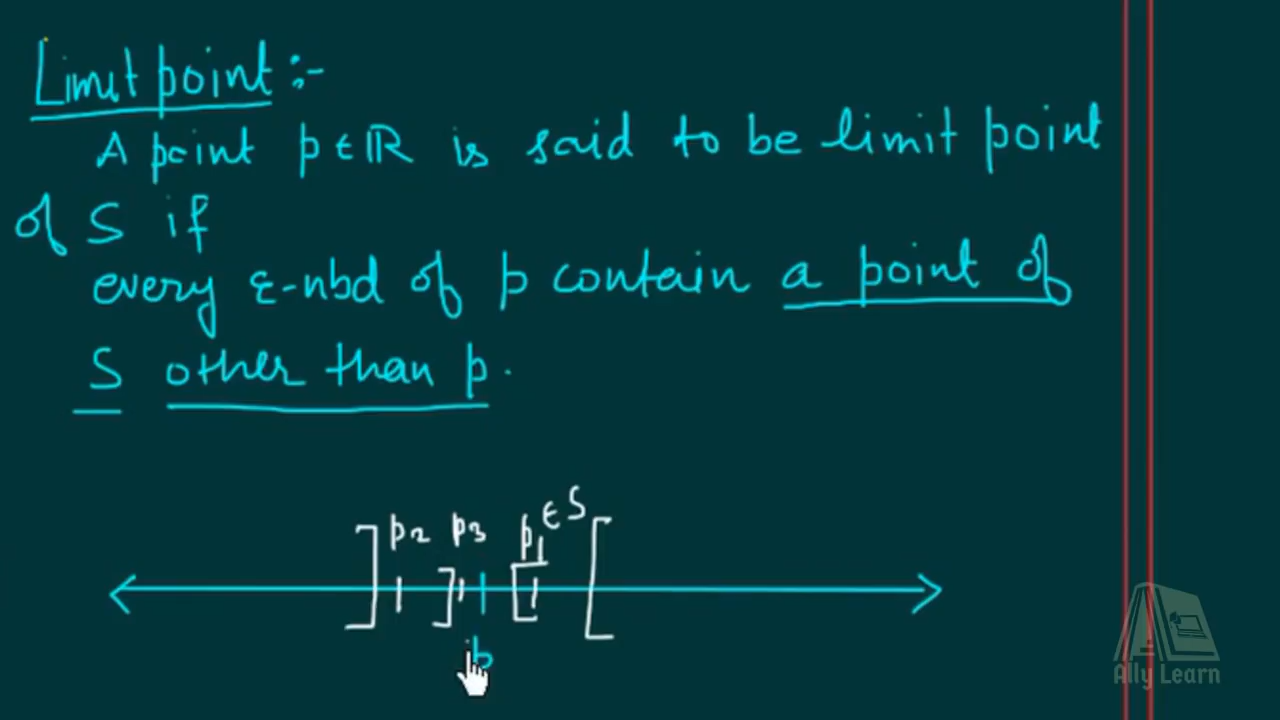 Limit point :-
A point p ∈ ℝ is said to be limit point
of S if
every ε-nbd of p contain a point of
S other than p.
p2 p3 p1 ∈ S
p
Ally Learn